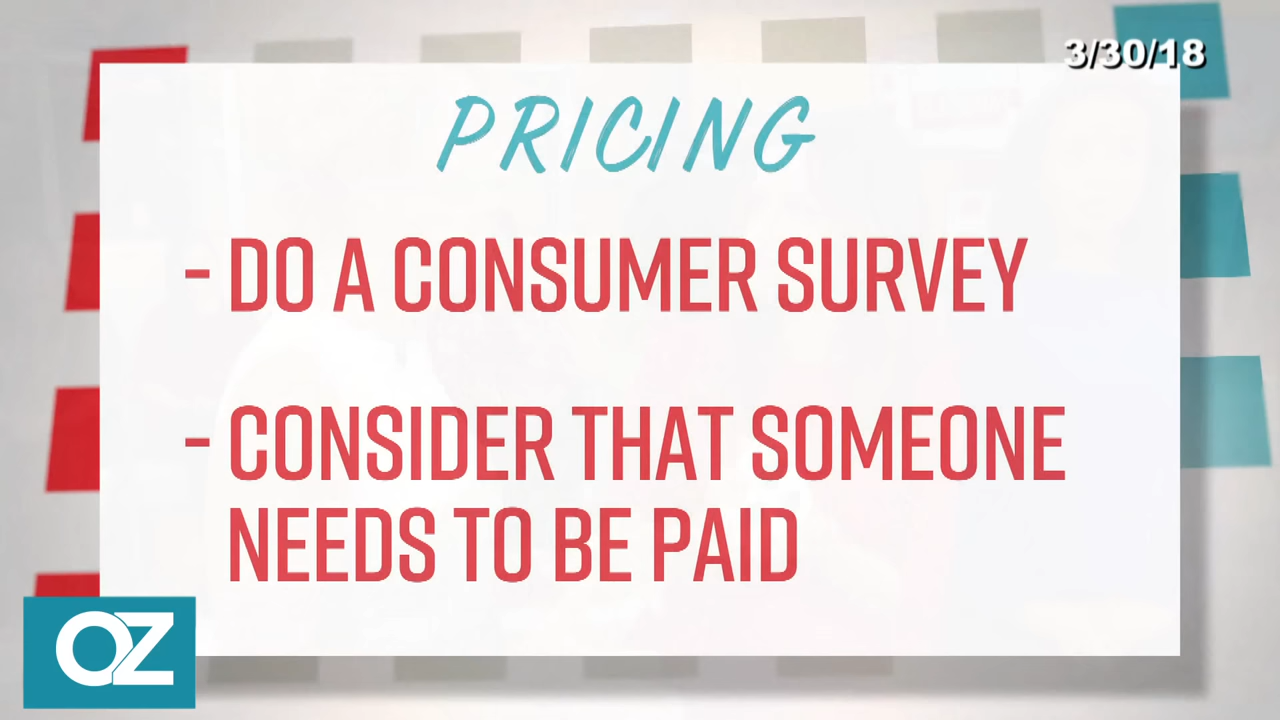 3/30/18
PRICING
- DO A CONSUMER SURVEY
- CONSIDER THAT SOMEONE
NEEDS TO BE PAID
OZ